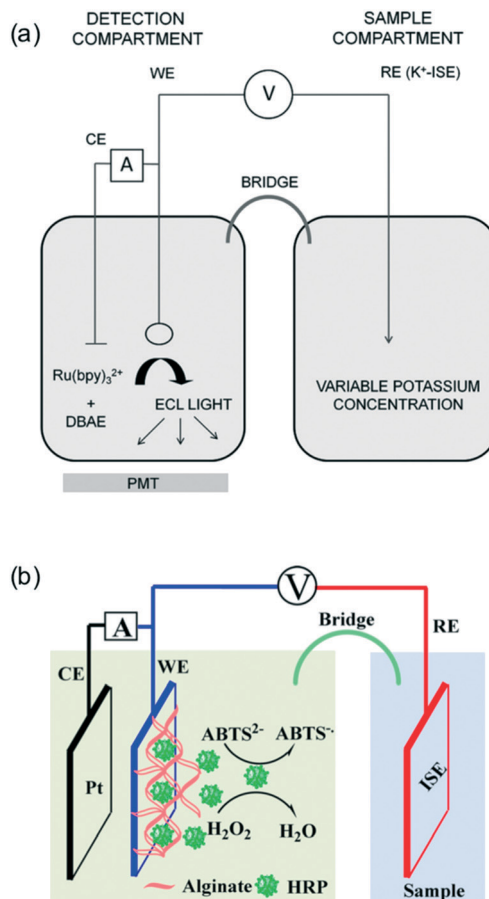 (a)
DETECTION
COMPARTMENT
SAMPLE
COMPARTMENT
WE
RE (K⁺-ISE)
V
CE
A
BRIDGE
Ru(bpy)₃²⁺
+
DBAE
ECL LIGHT
VARIABLE POTASSIUM
CONCENTRATION
PMT
(b)
V
A
Bridge
RE
CE
WE
ABTS²⁻
ABTS⁻·
Pt
ISE
H₂O₂
H₂O
Alginate
HRP
Sample